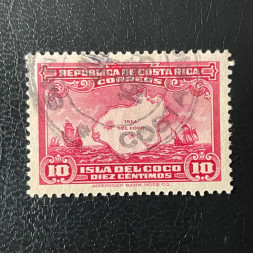 REPUBLICA DE COSTA RICA
CORREOS
ISLA
DEL COCO
10 ISLA DEL COCO 10
DIEZ CENTIMOS
AMERICAN BANK NOTE CO.